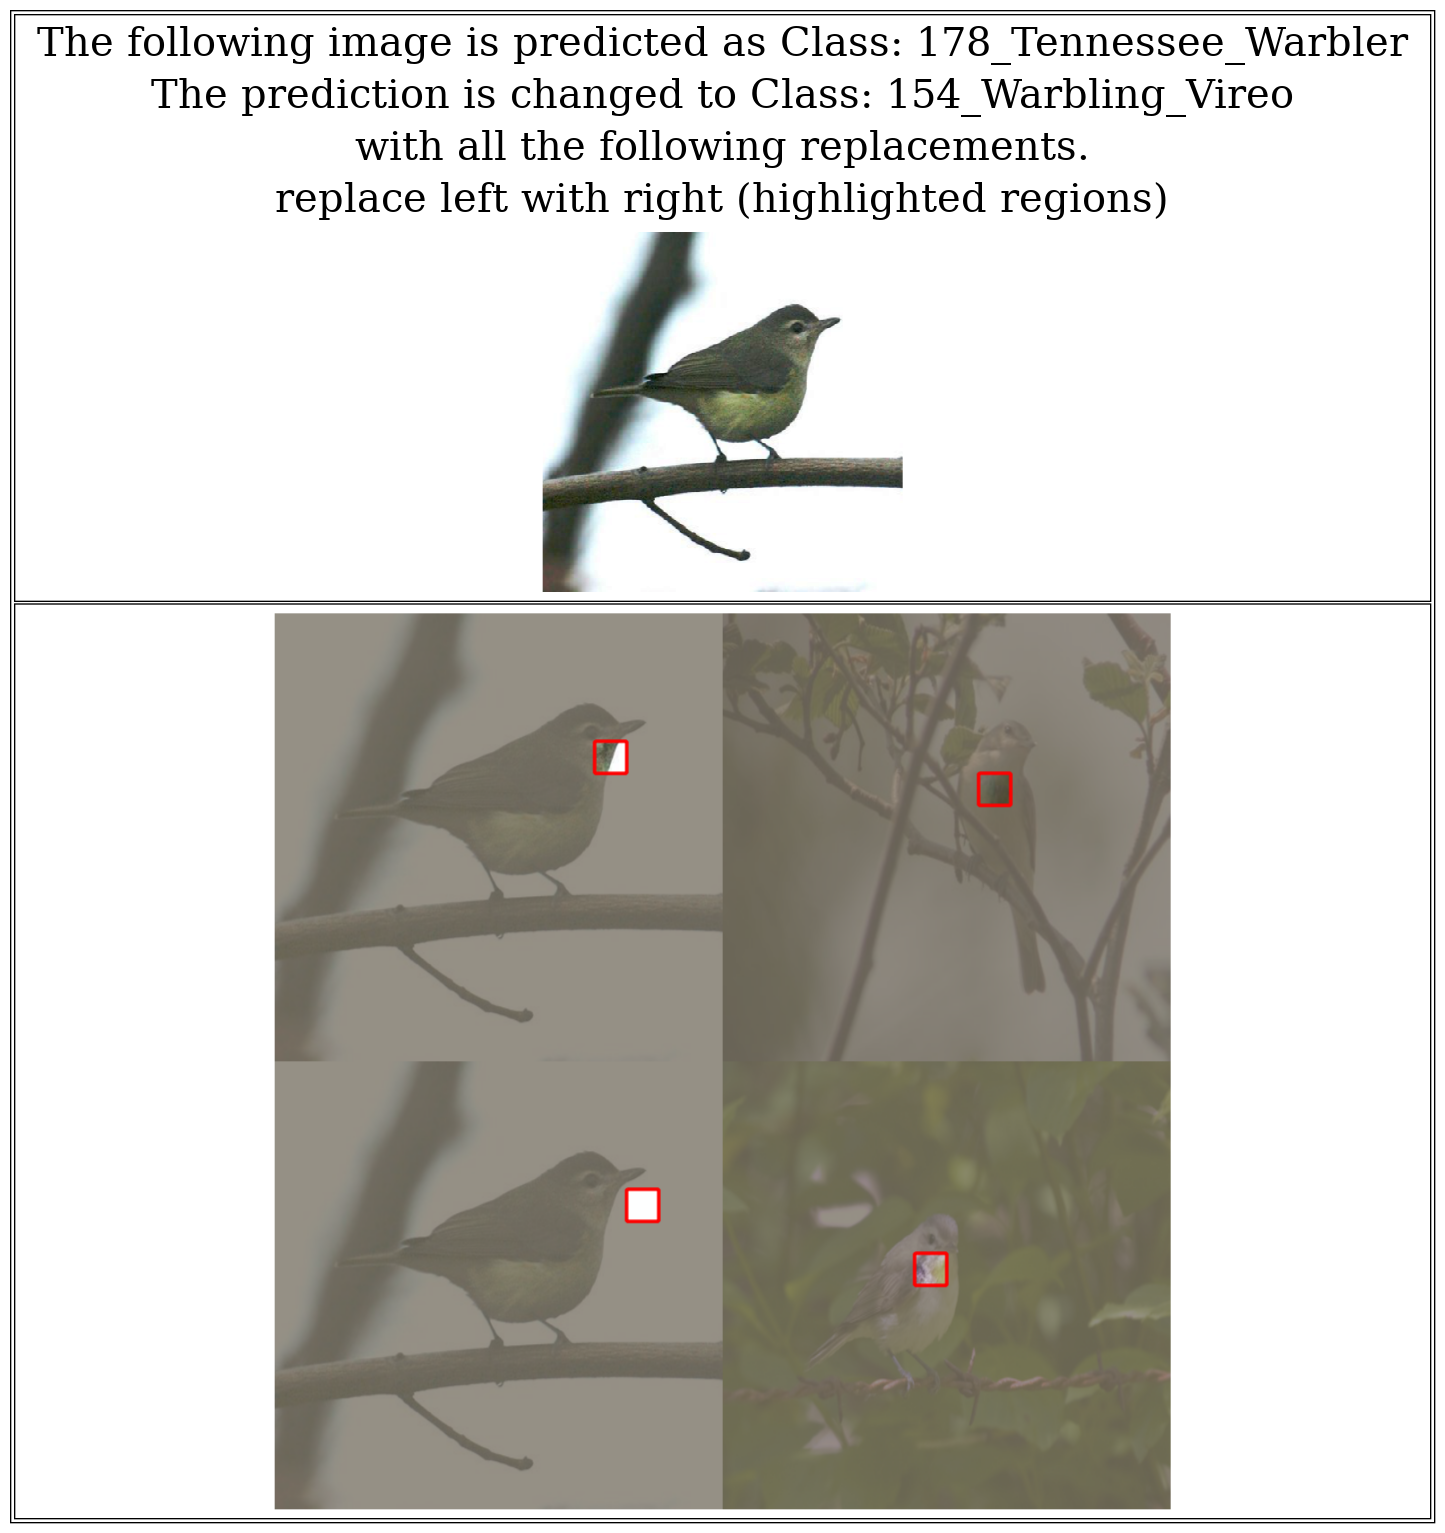 The following image is predicted as Class: 178_Tennessee_Warbler
The prediction is changed to Class: 154_Warbling_Vireo
with all the following replacements.
replace left with right (highlighted regions)